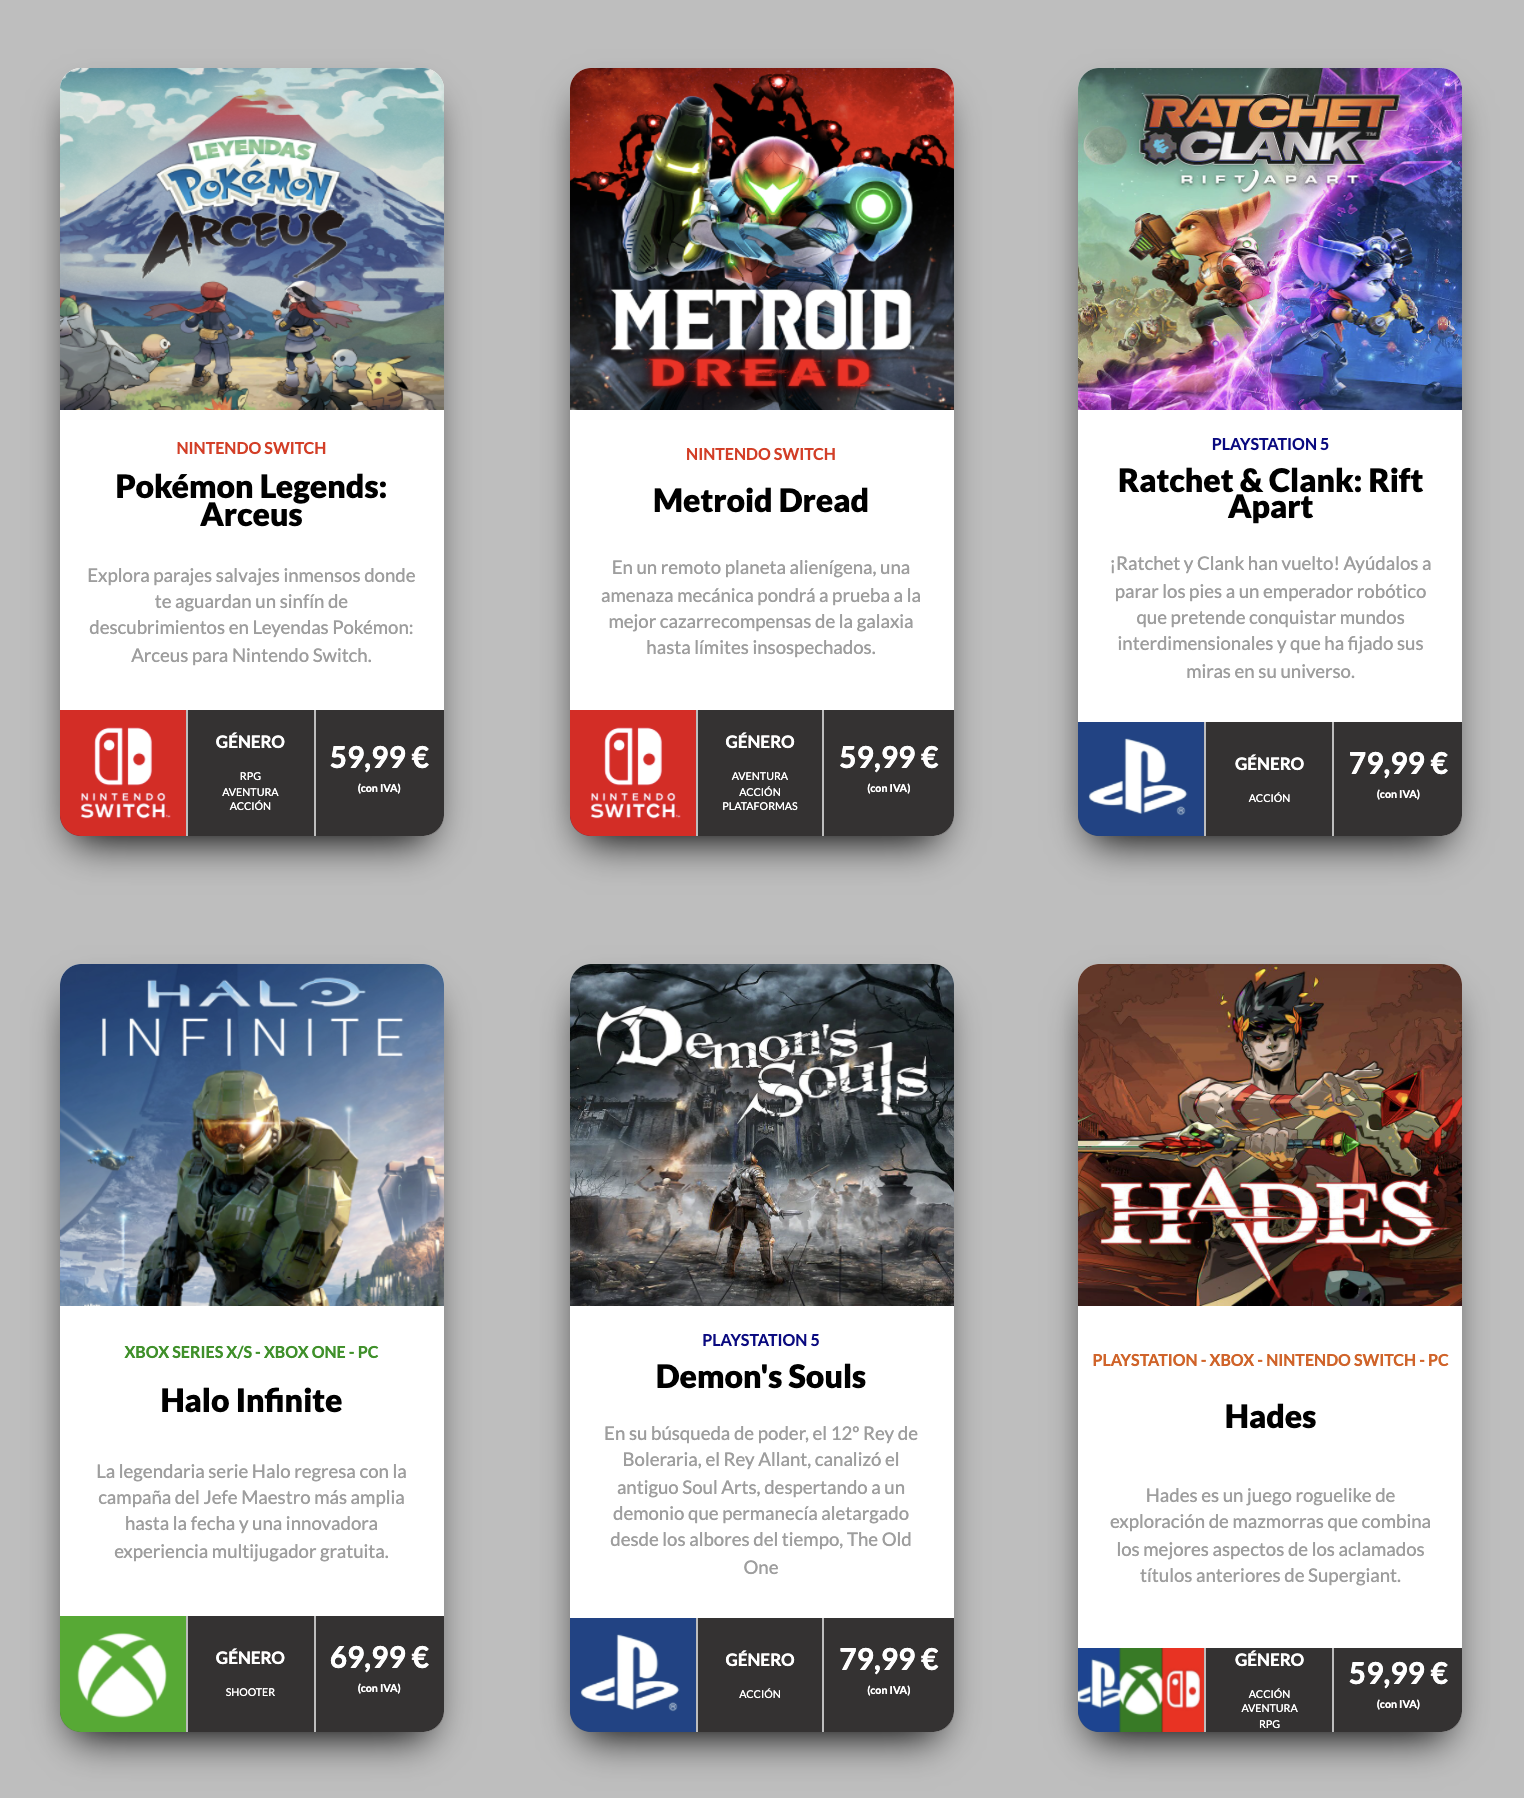 LEYENDAS
POKéMON
ARCEUS
NINTENDO SWITCH
Pokémon Legends:
Arceus
Explora parajes salvajes inmensos donde
te aguardan un sinfín de
descubrimientos en Leyendas Pokémon:
Arceus para Nintendo Switch.
NINTENDO
SWITCH™
GÉNERO
RPG
AVENTURA
ACCIÓN
59,99 €
(con IVA)
METROID
DREAD
NINTENDO SWITCH
Metroid Dread
En un remoto planeta alienígena, una
amenaza mecánica pondrá a prueba a la
mejor cazarrecompensas de la galaxia
hasta límites insospechados.
NINTENDO
SWITCH™
GÉNERO
AVENTURA
ACCIÓN
PLATAFORMAS
59,99 €
(con IVA)
RATCHET
CLANK™
RIFT APART
PLAYSTATION 5
Ratchet & Clank: Rift
Apart
¡Ratchet y Clank han vuelto! Ayúdalos a
parar los pies a un emperador robótico
que pretende conquistar mundos
interdimensionales y que ha fijado sus
miras en su universo.
®
GÉNERO
ACCIÓN
79,99 €
(con IVA)
HALO
INFINITE
117
XBOX SERIES X/S - XBOX ONE - PC
Halo Infinite
La legendaria serie Halo regresa con la
campaña del Jefe Maestro más amplia
hasta la fecha y una innovadora
experiencia multijugador gratuita.
GÉNERO
SHOOTER
69,99 €
(con IVA)
Demon's
Souls
PLAYSTATION 5
Demon's Souls
En su búsqueda de poder, el 12º Rey de
Boleraria, el Rey Allant, canalizó el
antiguo Soul Arts, despertando a un
demonio que permanecía aletargado
desde los albores del tiempo, The Old
One
®
GÉNERO
ACCIÓN
79,99 €
(con IVA)
HADES
PLAYSTATION - XBOX - NINTENDO SWITCH - PC
Hades
Hades es un juego roguelike de
exploración de mazmorras que combina
los mejores aspectos de los aclamados
títulos anteriores de Supergiant.
GÉNERO
ACCIÓN
AVENTURA
RPG
59,99 €
(con IVA)